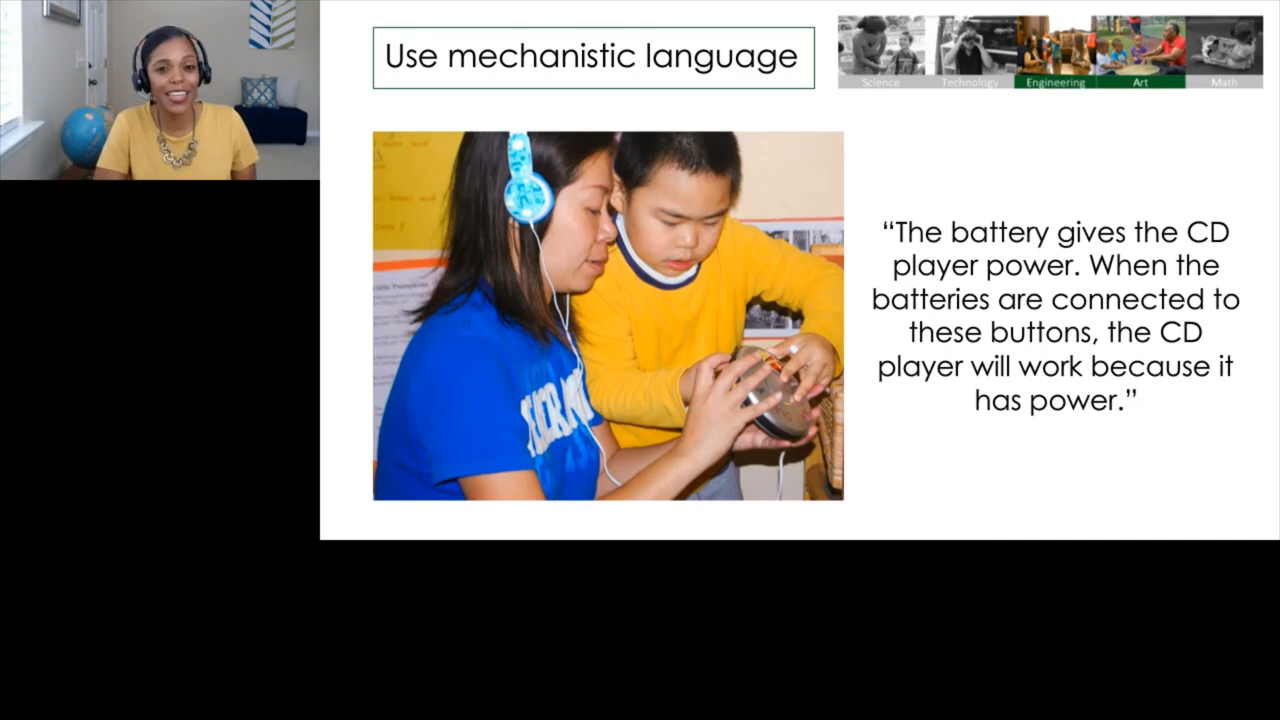 Use mechanistic language
Science Technology Engineering Art Math
“The battery gives the CD
player power. When the
batteries are connected to
these buttons, the CD
player will work because it
has power.”